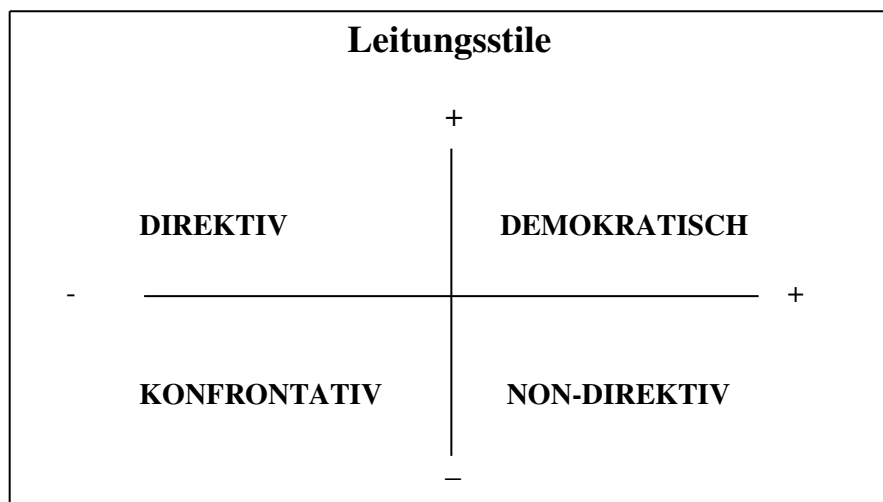 Leitungsstile
+
DIREKTIV DEMOKRATISCH
- +
KONFRONTATIV NON-DIREKTIV
–